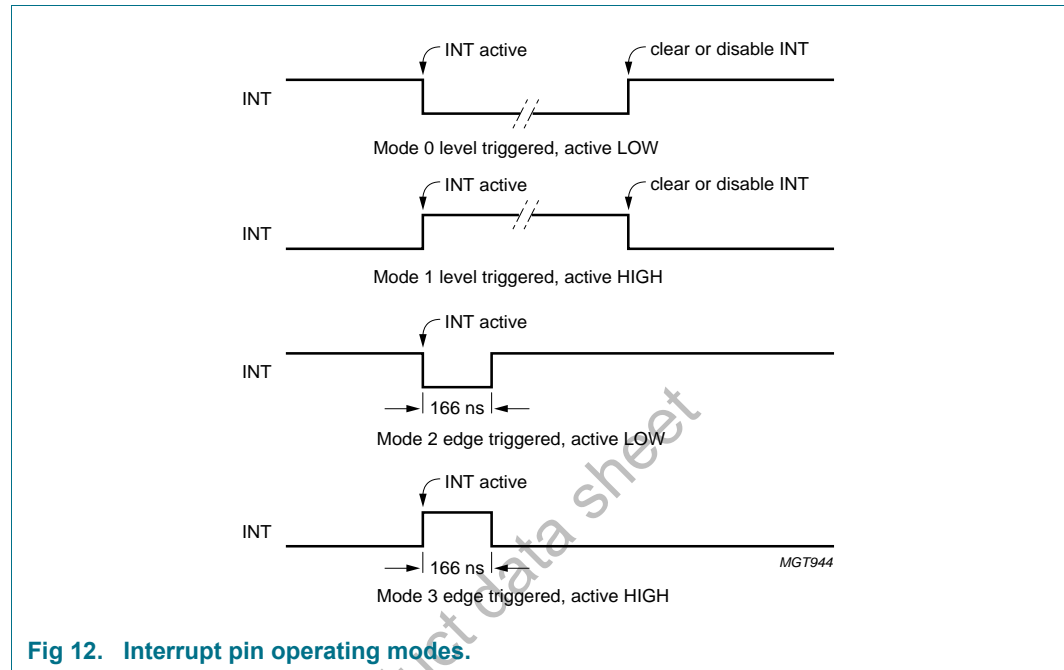 INT active
clear or disable INT
INT
Mode 0 level triggered, active LOW
INT active
clear or disable INT
INT
Mode 1 level triggered, active HIGH
INT active
INT
166 ns
Mode 2 edge triggered, active LOW
INT active
INT
166 ns
MGT944
Mode 3 edge triggered, active HIGH
data sheet
Fig 12. Interrupt pin operating modes.